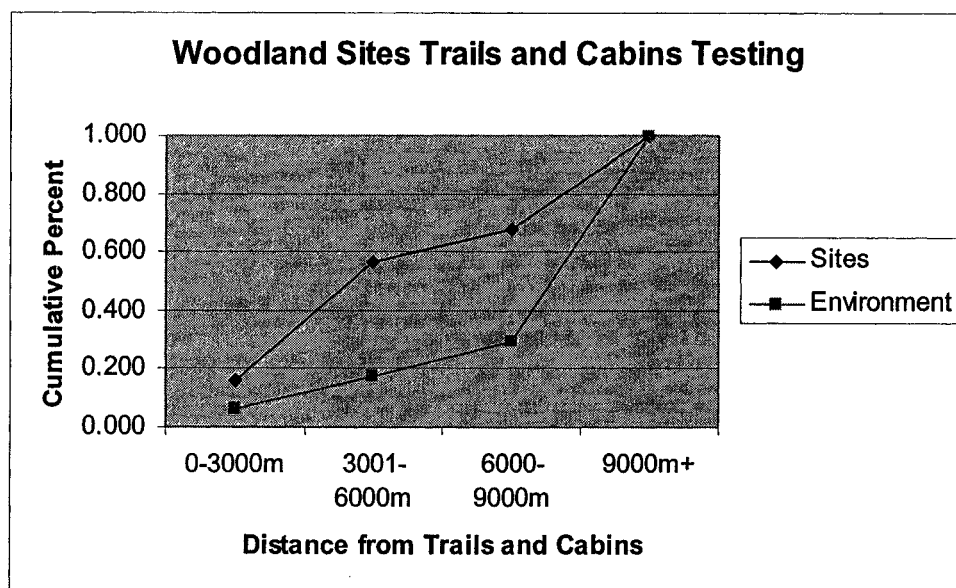 Woodland Sites Trails and Cabins Testing
Cumulative Percent
1.000
0.800
0.600
0.400
0.200
0.000
0-3000m
3001-
6000m
6000-
9000m
9000m+
Distance from Trails and Cabins
Sites
Environment